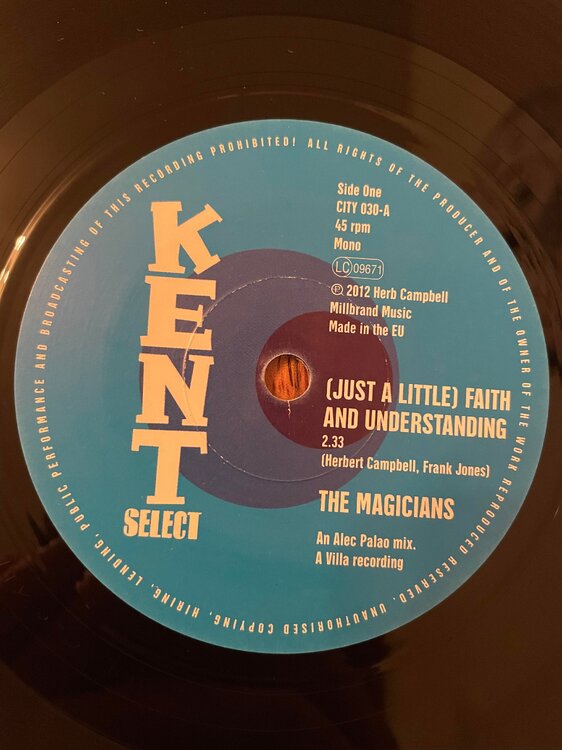 KENT
SELECT
Side One
CITY 030-A
45 rpm
Mono
LC 09671
℗ 2012 Herb Campbell
Millbrand Music
Made in the EU
(JUST A LITTLE) FAITH
AND UNDERSTANDING
2.33
(Herbert Campbell, Frank Jones)
THE MAGICIANS
An Alec Palao mix.
A Villa recording
ALL RIGHTS OF THE PRODUCER AND OF THE OWNER OF THE WORK REPRODUCED RESERVED. UNAUTHORISED COPYING, HIRING, LENDING, PUBLIC PERFORMANCE AND BROADCASTING OF THIS RECORDING PROHIBITED!